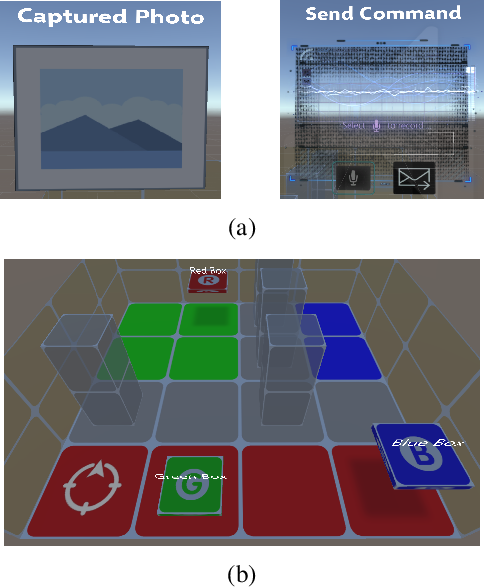 Captured Photo
Send Command
Select to record
(a)
Red Box
R
Blue Box
B
Green Box
G
(b)